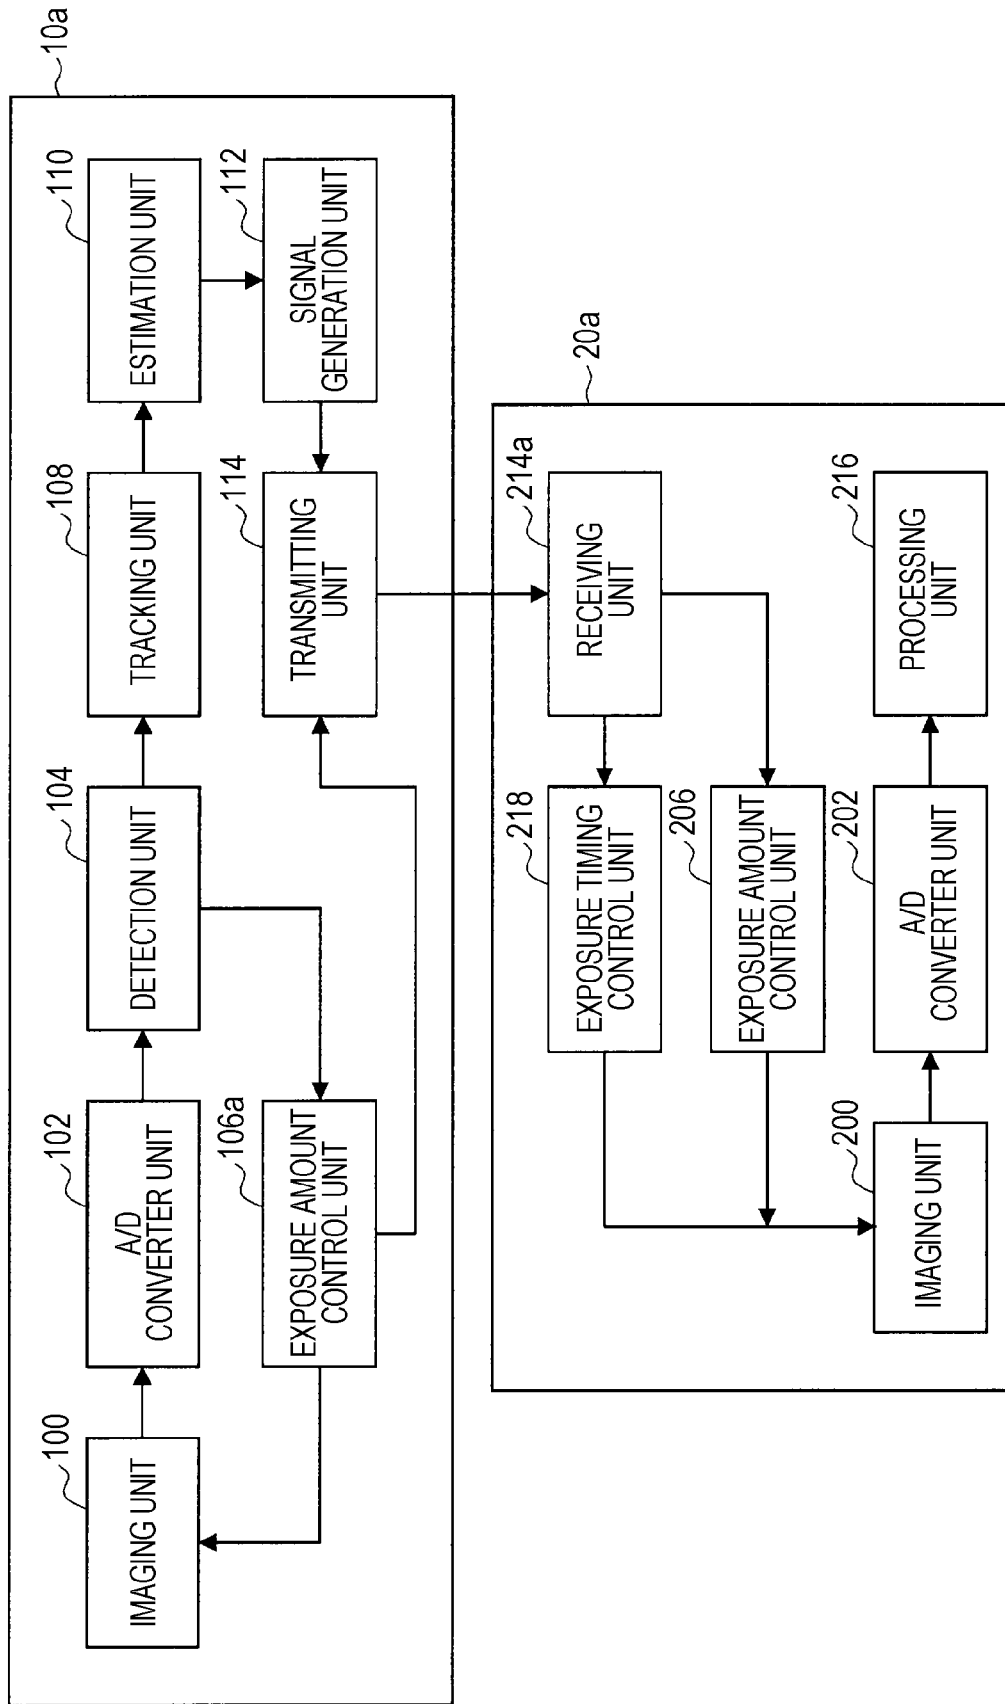 10a
100
IMAGING UNIT
102
A/D
CONVERTER UNIT
104
DETECTION UNIT
108
TRACKING UNIT
110
ESTIMATION UNIT
106a
EXPOSURE AMOUNT
CONTROL UNIT
114
TRANSMITTING
UNIT
112
SIGNAL
GENERATION UNIT
20a
218
EXPOSURE TIMING
CONTROL UNIT
214a
RECEIVING
UNIT
206
EXPOSURE AMOUNT
CONTROL UNIT
200
IMAGING UNIT
202
A/D
CONVERTER UNIT
216
PROCESSING
UNIT